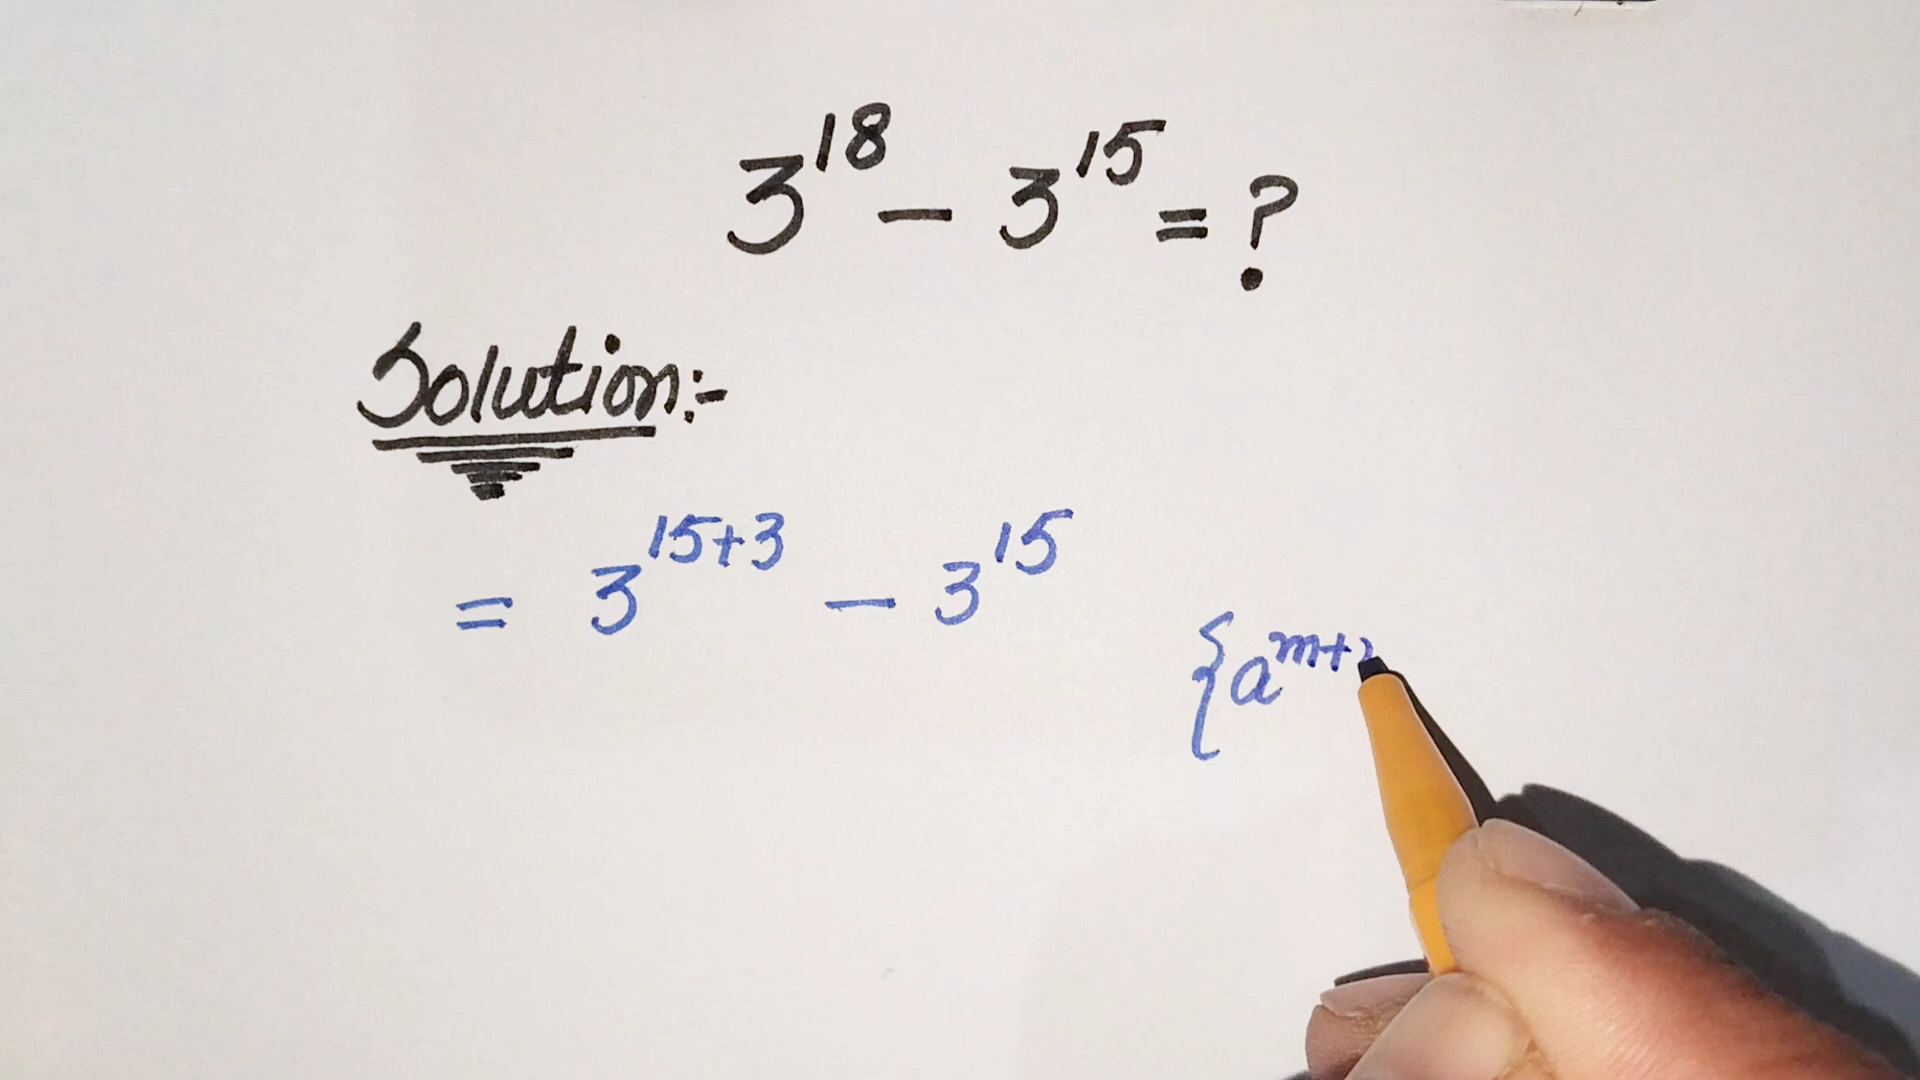 3^18 - 3^15 = ?
Solution:-
= 3^15+3 - 3^15
{a^m+